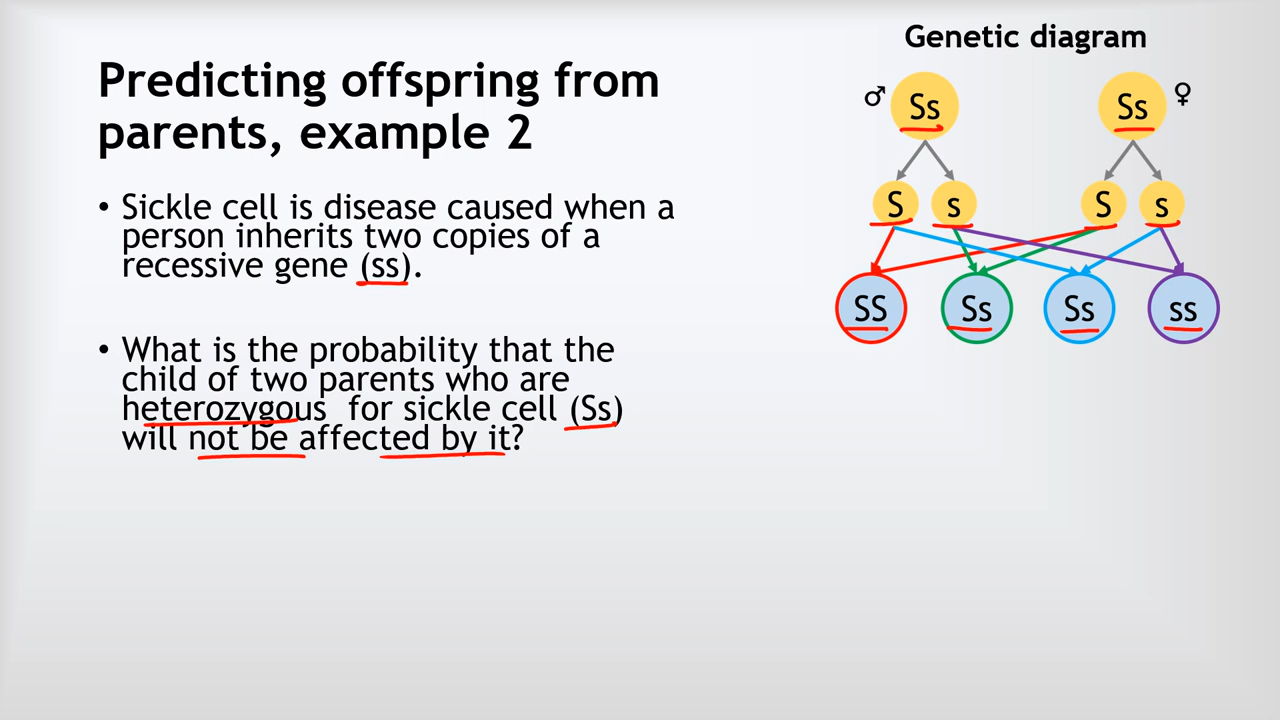 Genetic diagram
Predicting offspring from
parents, example 2
• Sickle cell is disease caused when a
person inherits two copies of a
recessive gene (ss).
• What is the probability that the
child of two parents who are
heterozygous for sickle cell (Ss)
will not be affected by it?
♂ Ss Ss ♀
S s S s
SS Ss Ss ss